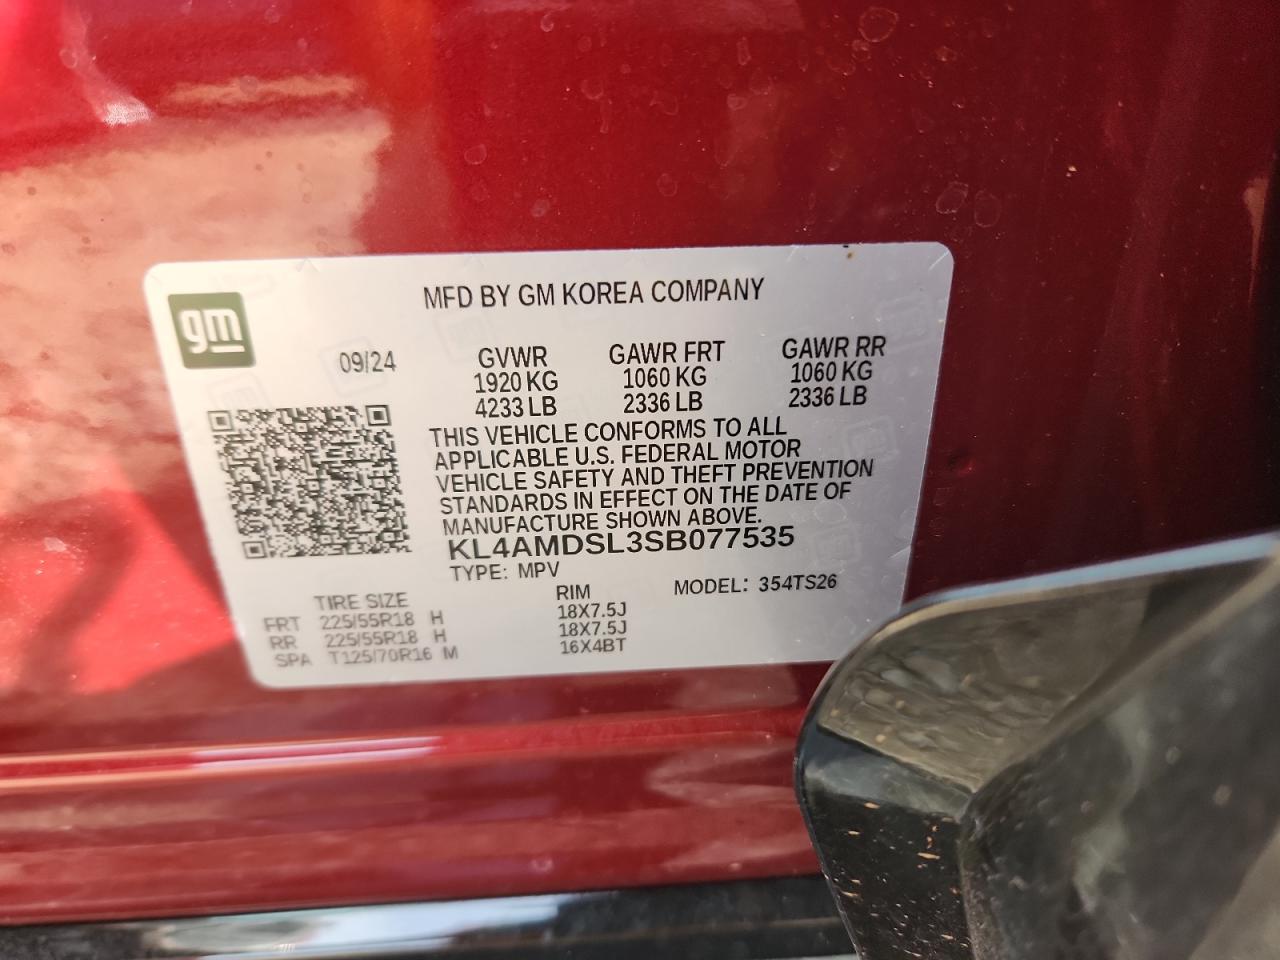 gm
MFD BY GM KOREA COMPANY
09/24 GVWR GAWR FRT GAWR RR
1920 KG 1060 KG 1060 KG
4233 LB 2336 LB 2336 LB
THIS VEHICLE CONFORMS TO ALL
APPLICABLE U.S. FEDERAL MOTOR
VEHICLE SAFETY AND THEFT PREVENTION
STANDARDS IN EFFECT ON THE DATE OF
MANUFACTURE SHOWN ABOVE.
KL4AMDSL3SB077535
TYPE: MPV MODEL: 354TS26
TIRE SIZE RIM
FRT 225/55R18 H 18X7.5J
RR 225/55R18 H 18X7.5J
SPA T125/70R16 M 16X4BT